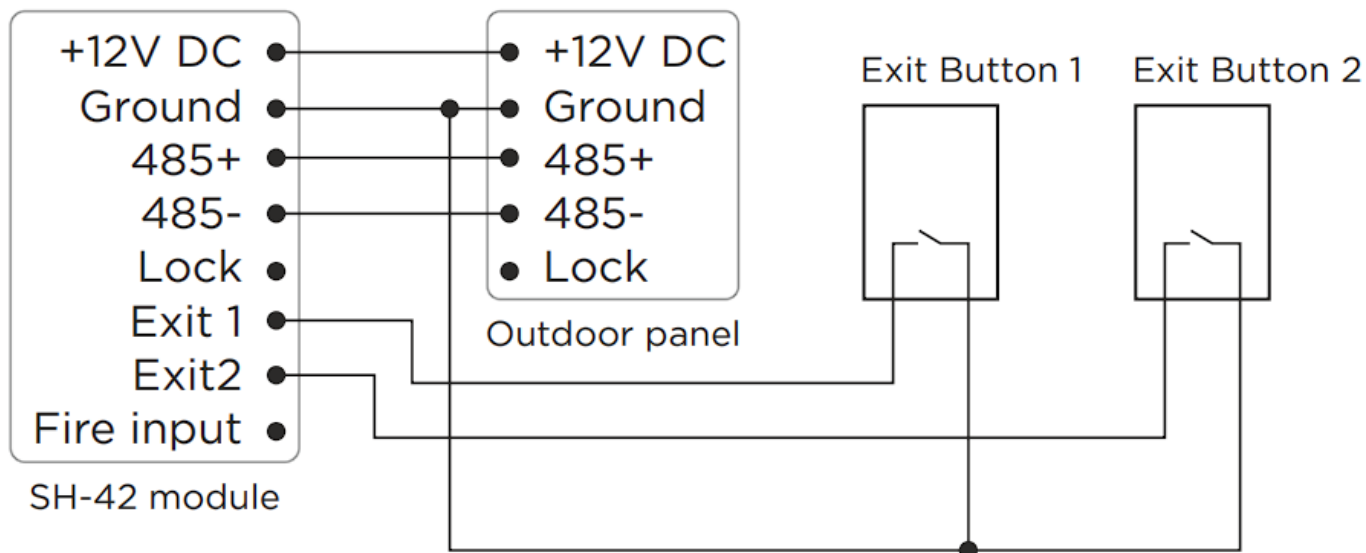 +12V DC
Ground
485+
485-
Lock
Exit 1
Exit2
Fire input
SH-42 module
+12V DC
Ground
485+
485-
Lock
Outdoor panel
Exit Button 1
Exit Button 2